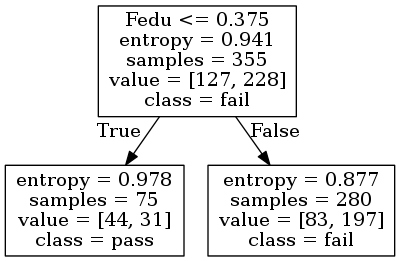 Fedu <= 0.375
entropy = 0.941
samples = 355
value = [127, 228]
class = fail
True
False
entropy = 0.978
samples = 75
value = [44, 31]
class = pass
entropy = 0.877
samples = 280
value = [83, 197]
class = fail